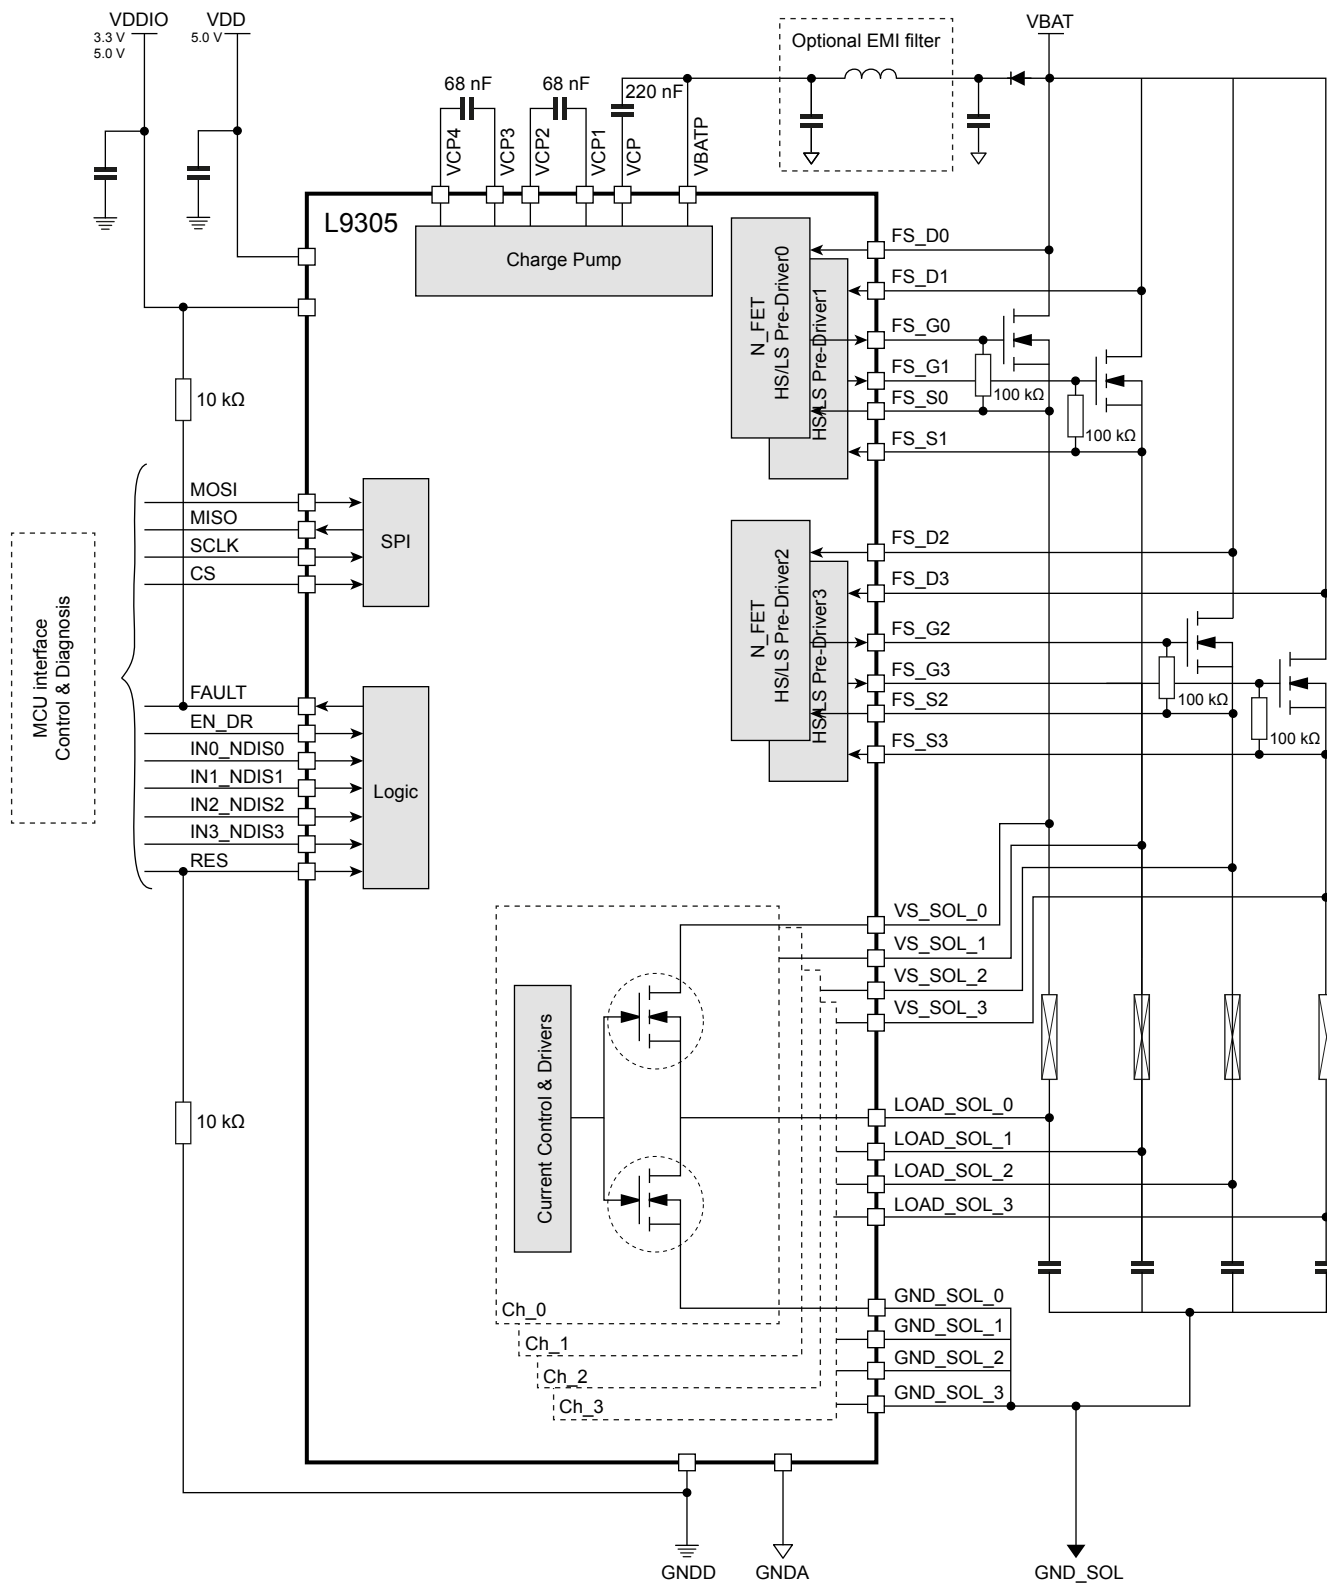 VDDIO
3.3 V
5.0 V
VDD
5.0 V
VBAT
Optional EMI filter
68 nF
68 nF
220 nF
VCP4
VCP3
VCP2
VCP1
VCP
VBATP
L9305
Charge Pump
N_FET
HS/LS Pre-Driver0
HS/LS Pre-Driver1
FS_D0
FS_D1
FS_G0
FS_G1
FS_S0
FS_S1
100 kΩ
100 kΩ
10 kΩ
MCU interface
Control & Diagnosis
MOSI
MISO
SCLK
CS
SPI
N_FET
HS/LS Pre-Driver2
HS/LS Pre-Driver3
FS_D2
FS_D3
FS_G2
FS_G3
FS_S2
FS_S3
100 kΩ
100 kΩ
FAULT
EN_DR
IN0_NDIS0
IN1_NDIS1
IN2_NDIS2
IN3_NDIS3
RES
Logic
VS_SOL_0
VS_SOL_1
VS_SOL_2
VS_SOL_3
Current Control & Drivers
10 kΩ
LOAD_SOL_0
LOAD_SOL_1
LOAD_SOL_2
LOAD_SOL_3
GND_SOL_0
GND_SOL_1
GND_SOL_2
GND_SOL_3
Ch_0
Ch_1
Ch_2
Ch_3
GNDD
GNDA
GND_SOL